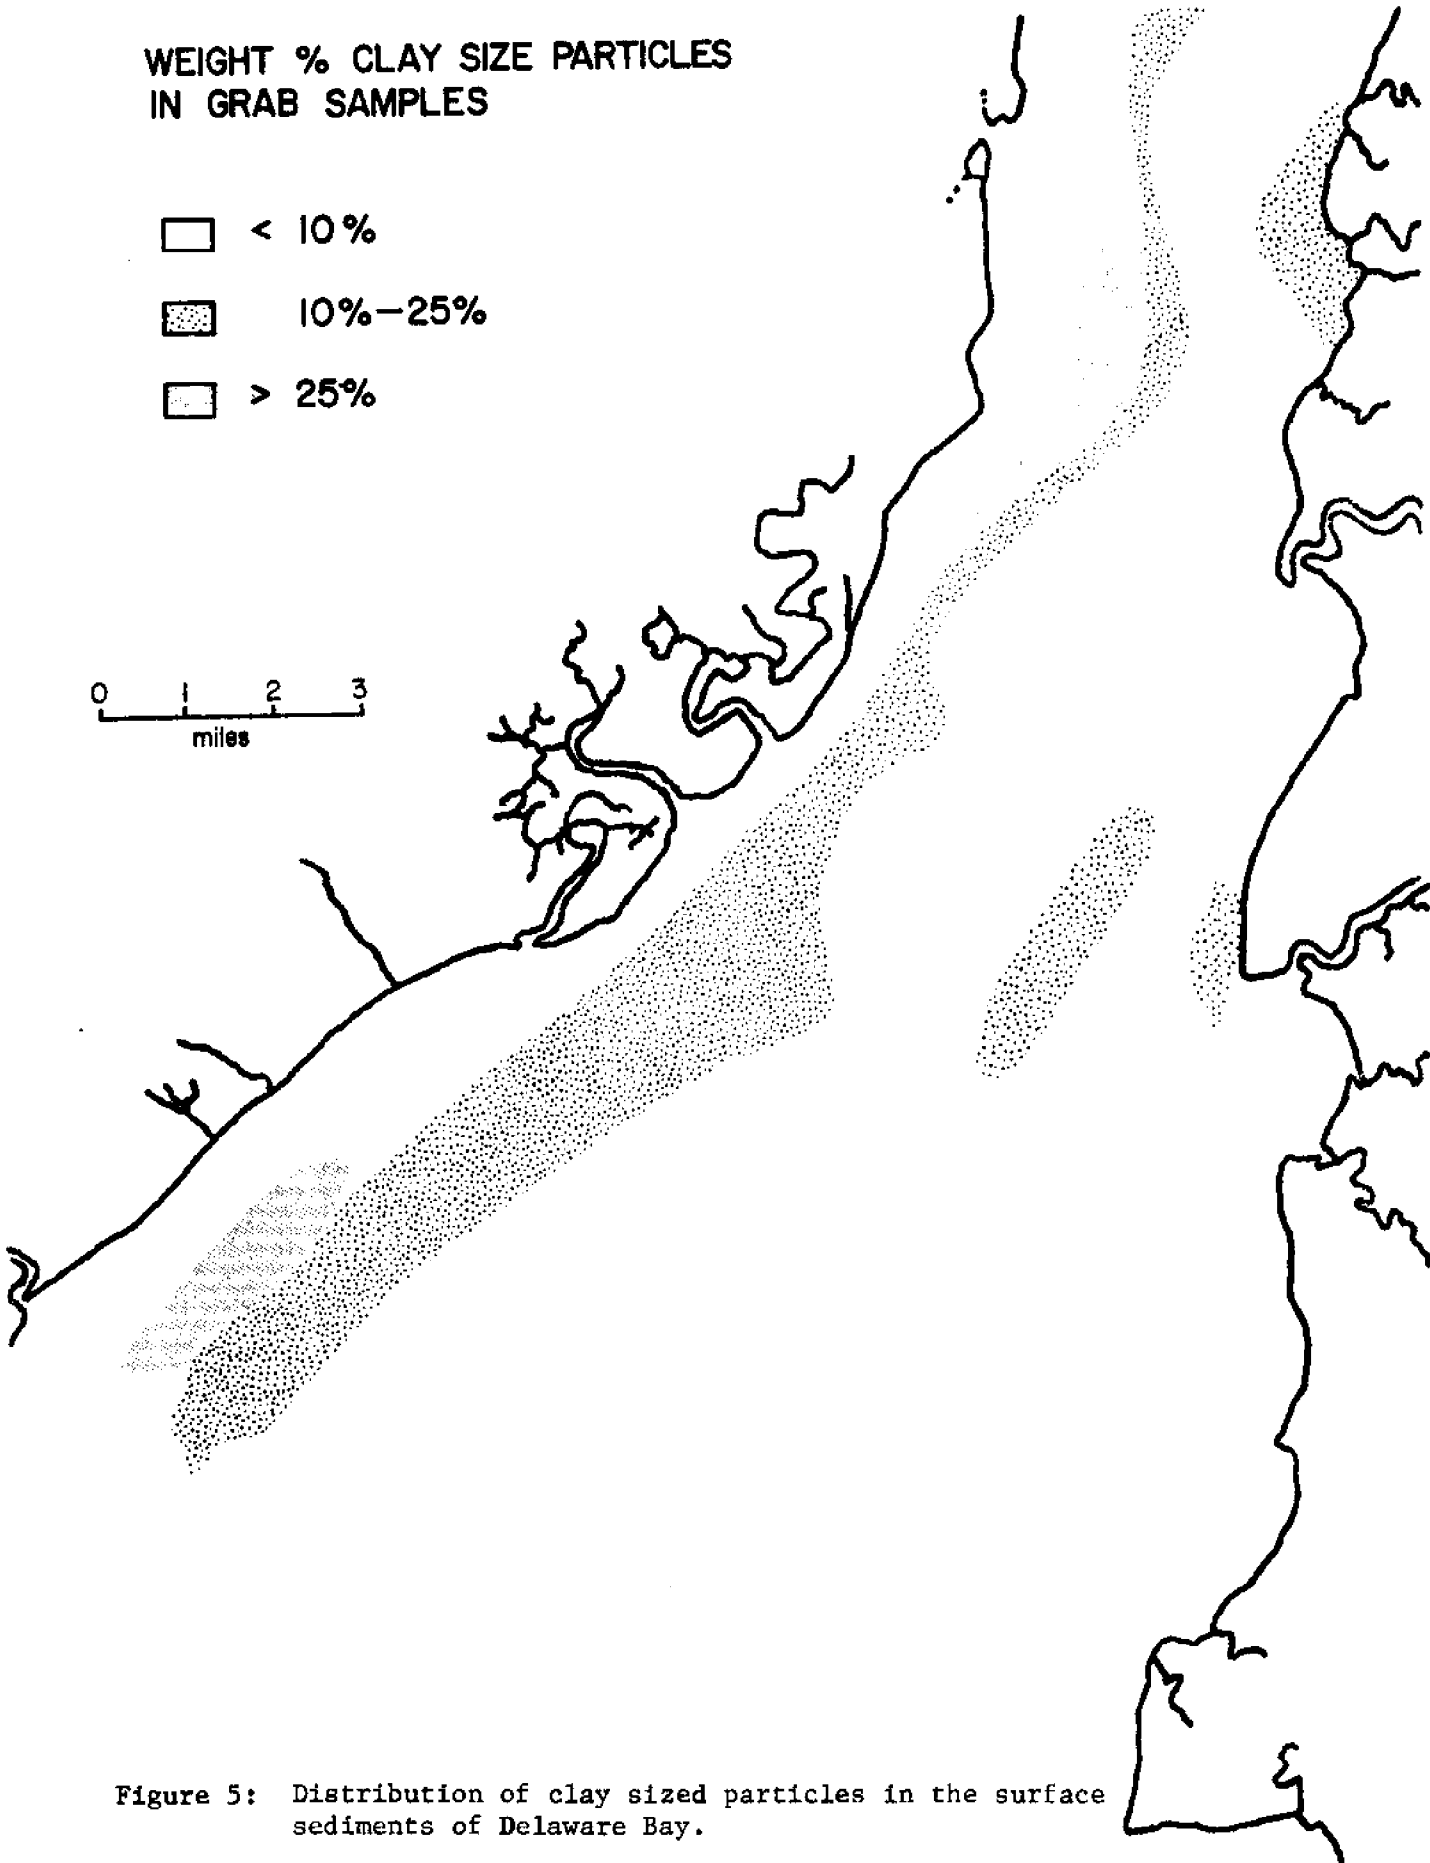 WEIGHT % CLAY SIZE PARTICLES
IN GRAB SAMPLES
< 10%
10%–25%
> 25%
0 1 2 3
miles
Figure 5: Distribution of clay sized particles in the surface
sediments of Delaware Bay.